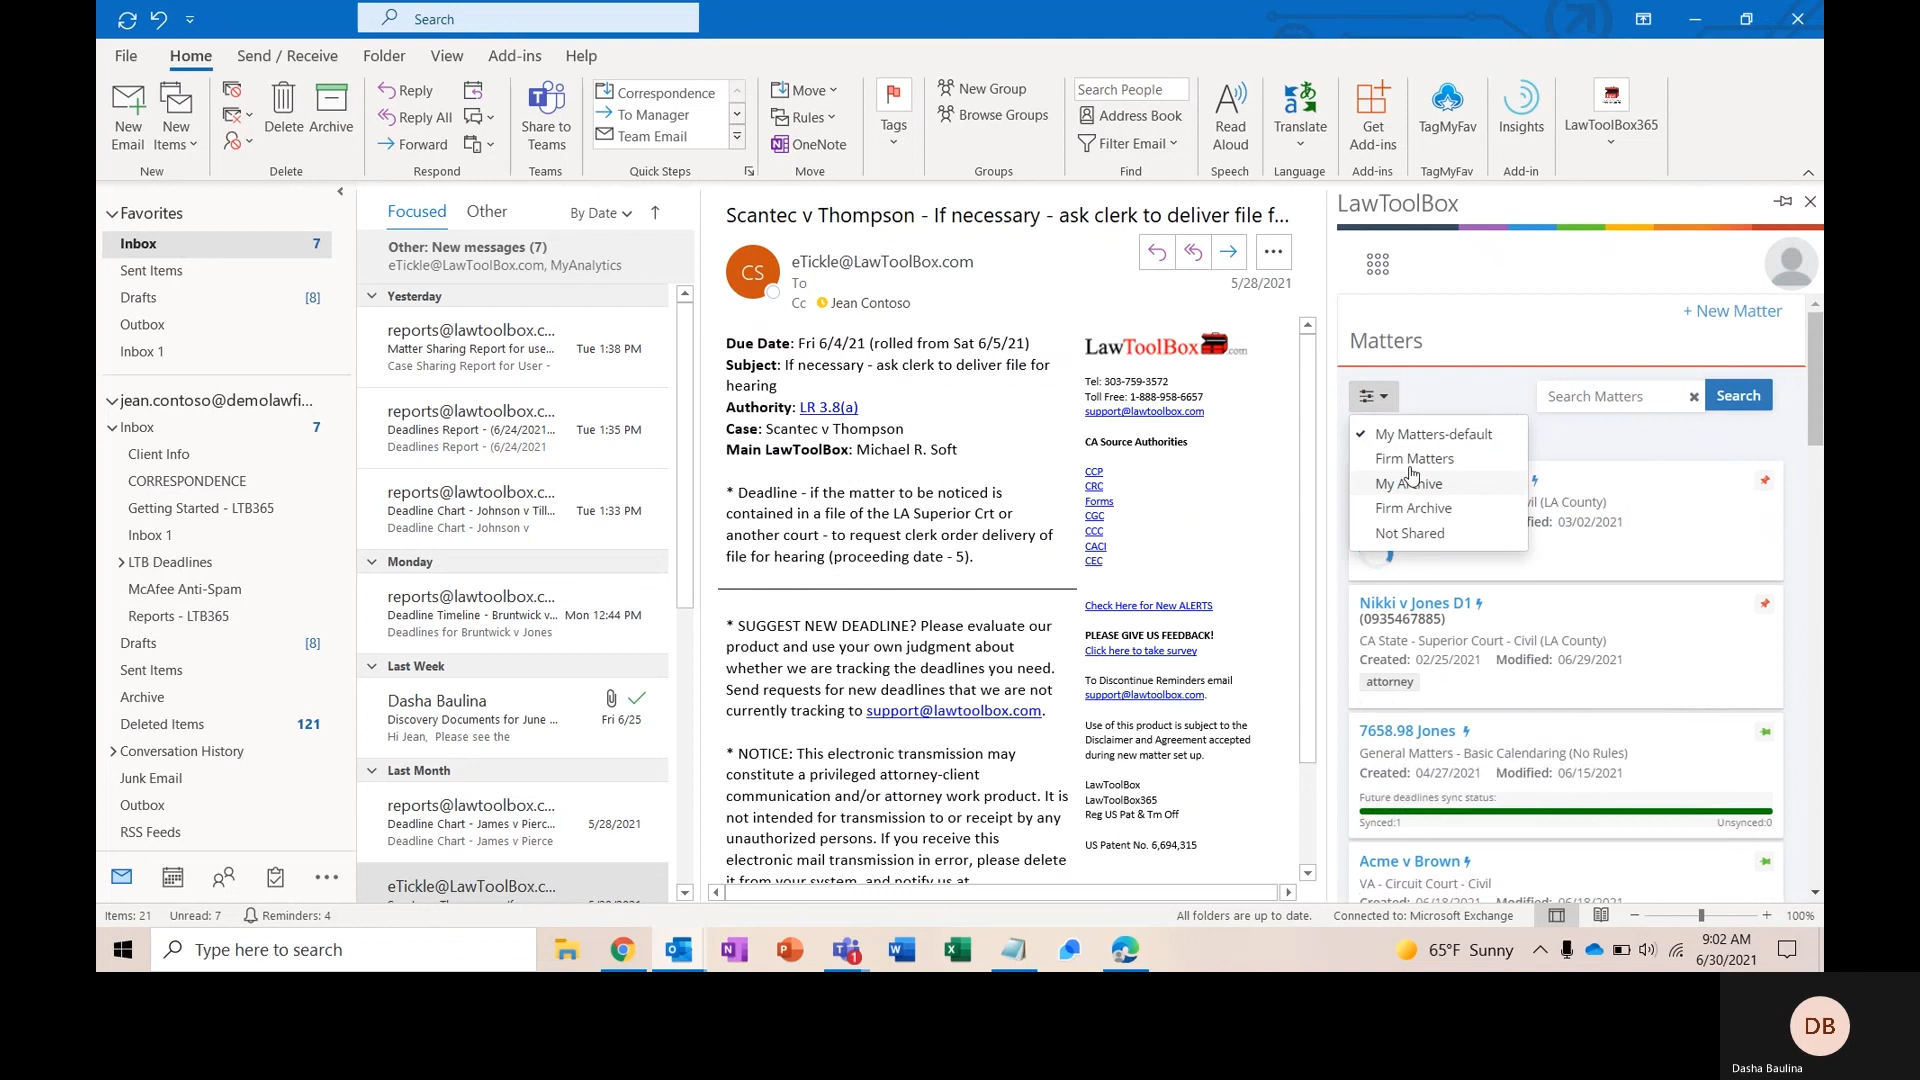 Search
File Home Send / Receive Folder View Add-ins Help
New Email
New Items
New
Delete
Archive
Delete
Reply
Reply All
Forward
Respond
Share to Teams
Teams
Correspondence
To Manager
Team Email
Quick Steps
Move
Rules
OneNote
Move
Tags
New Group
Browse Groups
Groups
Search People
Address Book
Filter Email
Find
Read Aloud
Speech
Translate
Language
Get Add-ins
Add-ins
TagMyFav
TagMyFav
Insights
Add-in
LawToolBox365
Favorites
Inbox 7
Sent Items
Drafts [8]
Outbox
Inbox 1
jean.contoso@demolawfi...
Inbox 7
Client Info
CORRESPONDENCE
Getting Started - LTB365
Inbox 1
LTB Deadlines
McAfee Anti-Spam
Reports - LTB365
Drafts [8]
Sent Items
Archive
Deleted Items 121
Conversation History
Junk Email
Outbox
RSS Feeds
Focused Other By Date
Other: New messages (7)
eTickle@LawToolBox.com, MyAnalytics
Yesterday
reports@lawtoolbox.c...
Matter Sharing Report for use... Tue 1:38 PM
Case Sharing Report for User -
reports@lawtoolbox.c...
Deadlines Report - (6/24/2021... Tue 1:35 PM
Deadlines Report - (6/24/2021
reports@lawtoolbox.c...
Deadline Chart - Johnson v Till... Tue 1:33 PM
Deadline Chart - Johnson v
Monday
reports@lawtoolbox.c...
Deadline Timeline - Bruntwick v... Mon 12:44 PM
Deadlines for Bruntwick v Jones
Last Week
Dasha Baulina
Discovery Documents for June ... Fri 6/25
Hi Jean, Please see the
Last Month
reports@lawtoolbox.c...
Deadline Chart - James v Pierc... 5/28/2021
Deadline Chart - James v Pierce
eTickle@LawToolBox.c...
Scantec v Thompson - If necessary - ask clerk to deliver file f...
CS
eTickle@LawToolBox.com
To
Cc Jean Contoso
5/28/2021
Due Date: Fri 6/4/21 (rolled from Sat 6/5/21)
Subject: If necessary - ask clerk to deliver file for
hearing
Authority: LR 3.8(a)
Case: Scantec v Thompson
Main LawToolBox: Michael R. Soft
* Deadline - if the matter to be noticed is
contained in a file of the LA Superior Crt or
another court - to request clerk order delivery of
file for hearing (proceeding date - 5).
* SUGGEST NEW DEADLINE? Please evaluate our
product and use your own judgment about
whether we are tracking the deadlines you need.
Send requests for new deadlines that we are not
currently tracking to support@lawtoolbox.com.
* NOTICE: This electronic transmission may
constitute a privileged attorney-client
communication and/or attorney work product. It is
not intended for transmission to or receipt by any
unauthorized persons. If you receive this
electronic mail transmission in error, please delete
it from your system, and notify us at
LawToolBox.com
Tel: 303-759-3572
Toll Free: 1-888-958-6657
support@lawtoolbox.com
CA Source Authorities
CCP
CRC
Forms
CGC
CCC
CACI
CEC
Check Here for New ALERTS
PLEASE GIVE US FEEDBACK!
Click here to take survey
To Discontinue Reminders email
support@lawtoolbox.com.
Use of this product is subject to the
Disclaimer and Agreement accepted
during new matter set up.
LawToolBox
LawToolBox365
Reg US Pat & Tm Off
US Patent No. 6,694,315
LawToolBox
+ New Matter
Matters
Search Matters Search
My Matters-default
Firm Matters
My Archive
Firm Archive
Not Shared
vil (LA County)
fied: 03/02/2021
Nikki v Jones D1
(0935467885)
CA State - Superior Court - Civil (LA County)
Created: 02/25/2021 Modified: 06/29/2021
attorney
7658.98 Jones
General Matters - Basic Calendaring (No Rules)
Created: 04/27/2021 Modified: 06/15/2021
Future deadlines sync status:
Synced:1 Unsynced:0
Acme v Brown
VA - Circuit Court - Civil
Created: 06/18/2021 Modified: 06/18/2021
Items: 21 Unread: 7 Reminders: 4 All folders are up to date. Connected to: Microsoft Exchange 100%
Type here to search
65°F Sunny
9:02 AM
6/30/2021
DB
Dasha Baulina